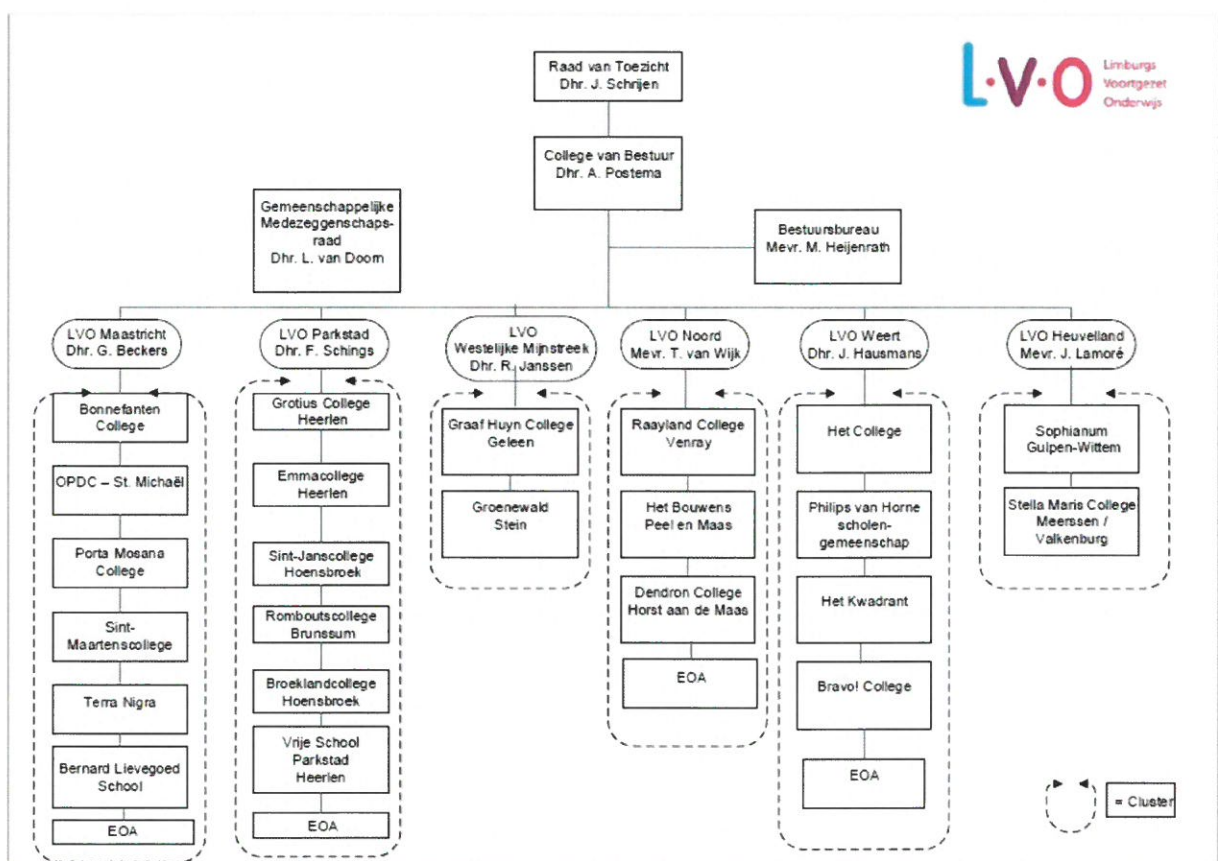 Raad van Toezicht
Dhr. J. Schrijen
L·V·O
Limburgs
Voortgezet
Onderwijs
College van Bestuur
Dhr. A. Postema
Gemeenschappelijke
Medezeggenschaps-
raad
Dhr. L. van Doorn
Bestuursbureau
Mevr. M. Heijenrath
LVO Maastricht
Dhr. G. Beckers
LVO Parkstad
Dhr. F. Schings
LVO
Westelijke Mijnstreek
Dhr. R. Janssen
LVO Noord
Mevr. T. van Wijk
LVO Weert
Dhr. J. Hausmans
LVO Heuvelland
Mevr. J. Lamoré
Bonnefanten
College
OPDC – St. Michaël
Porta Mosana
College
Sint-
Maartenscollege
Terra Nigra
Bernard Lievegoed
School
EOA
Grotius College
Heerlen
Emmacollege
Heerlen
Sint-Janscollege
Hoensbroek
Romboutscollege
Brunssum
Broeklandcollege
Hoensbroek
Vrije School
Parkstad
Heerlen
EOA
Graaf Huyn College
Geleen
Groenewald
Stein
Raayland College
Venray
Het Bouwens
Peel en Maas
Dendron College
Horst aan de Maas
EOA
Het College
Philips van Horne
scholen-
gemeenschap
Het Kwadrant
Bravo! College
EOA
Sophianum
Gulpen-Wittem
Stella Maris College
Meerssen /
Valkenburg
= Cluster